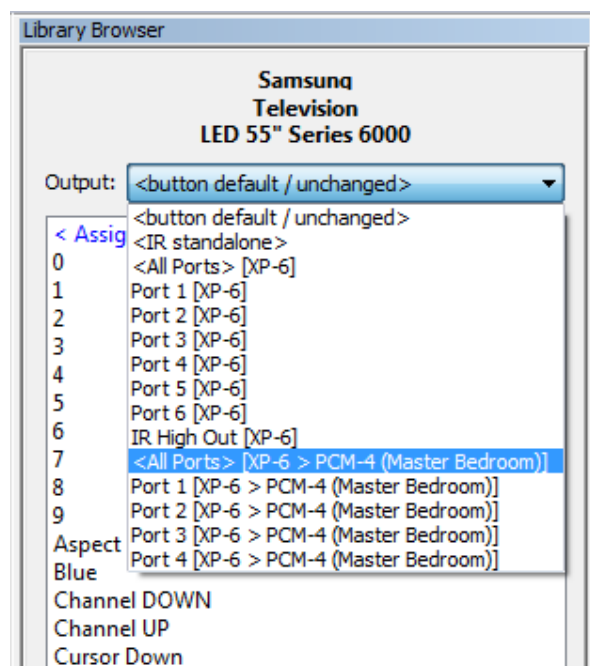 Library Browser
Samsung
Television
LED 55" Series 6000
Output: <button default / unchanged>
<button default / unchanged>
< Assig
<IR standalone>
0
<All Ports> [XP-6]
1
Port 1 [XP-6]
2
Port 2 [XP-6]
3
Port 3 [XP-6]
4
Port 4 [XP-6]
5
Port 5 [XP-6]
Port 6 [XP-6]
6
IR High Out [XP-6]
7
<All Ports> [XP-6 > PCM-4 (Master Bedroom)]
8
Port 1 [XP-6 > PCM-4 (Master Bedroom)]
9
Port 2 [XP-6 > PCM-4 (Master Bedroom)]
Port 3 [XP-6 > PCM-4 (Master Bedroom)]
Aspect
Port 4 [XP-6 > PCM-4 (Master Bedroom)]
Blue
Channel DOWN
Channel UP
Cursor Down